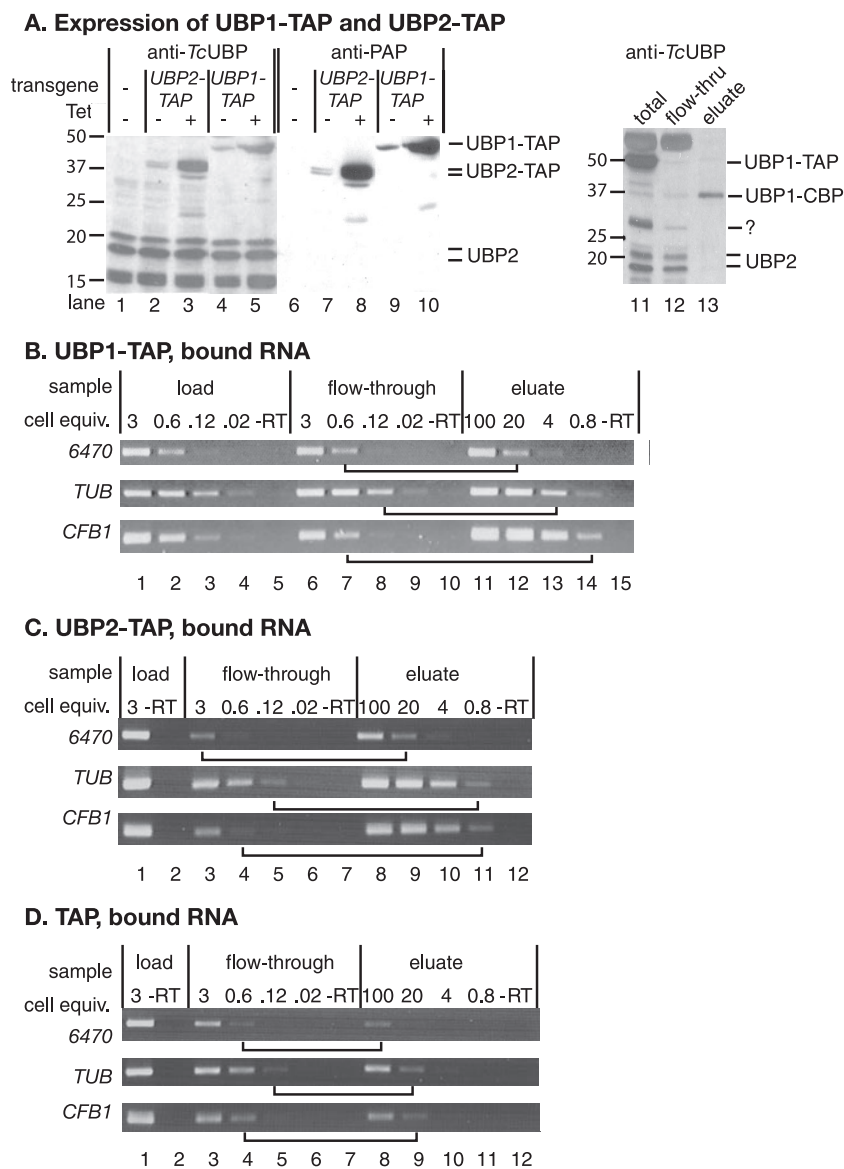 A. Expression of UBP1-TAP and UBP2-TAP
anti-TcUBP anti-PAP anti-TcUBP
transgene - UBP2-TAP UBP1-TAP - UBP2-TAP UBP1-TAP total flow-thru eluate
Tet - - + - + - - + - +
50 UBP1-TAP 50 UBP1-TAP
37 UBP2-TAP 37 UBP1-CBP
25 ?
20 UBP2 25
15 20 UBP2
lane 1 2 3 4 5 6 7 8 9 10 11 12 13
B. UBP1-TAP, bound RNA
sample load flow-through eluate
cell equiv. 3 0.6 .12 .02 -RT 3 0.6 .12 .02 -RT 100 20 4 0.8 -RT
6470
TUB
CFB1
1 2 3 4 5 6 7 8 9 10 11 12 13 14 15
C. UBP2-TAP, bound RNA
sample load flow-through eluate
cell equiv. 3 -RT 3 0.6 .12 .02 -RT 100 20 4 0.8 -RT
6470
TUB
CFB1
1 2 3 4 5 6 7 8 9 10 11 12
D. TAP, bound RNA
sample load flow-through eluate
cell equiv. 3 -RT 3 0.6 .12 .02 -RT 100 20 4 0.8 -RT
6470
TUB
CFB1
1 2 3 4 5 6 7 8 9 10 11 12